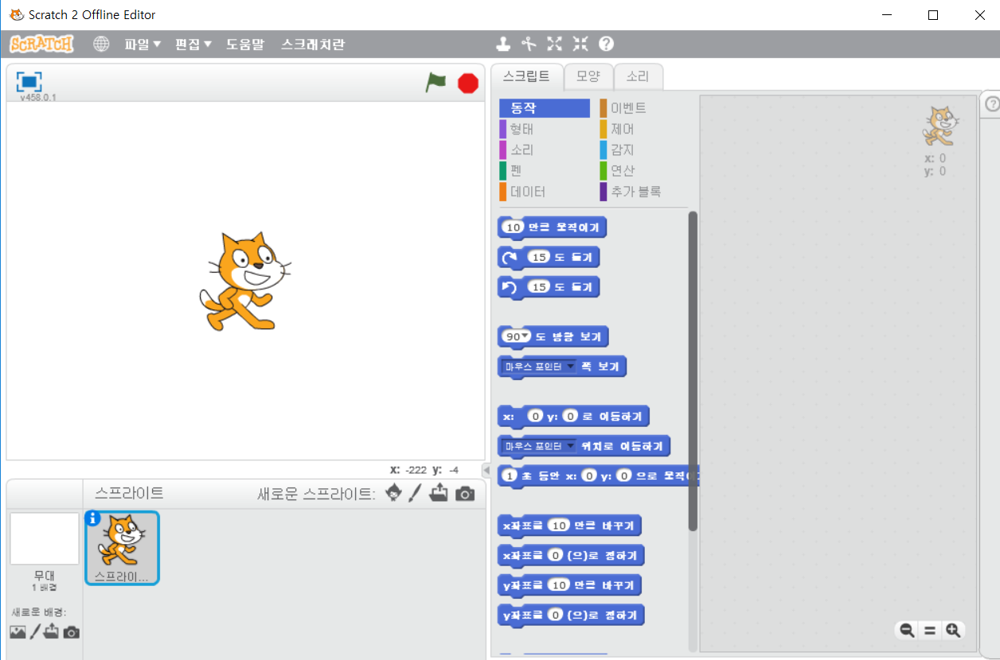 Scratch 2 Offline Editor
SCRATCH 파일 편집 도움말 스크래치란
v458.0.1
스크립트 모양 소리
동작 이벤트
형태 제어
소리 감지
펜 연산
데이터 추가 블록
x: 0
y: 0
10 만큼 움직이기
15 도 돌기
15 도 돌기
90 도 방향 보기
마우스 포인터 쪽 보기
x: 0 y: 0 로 이동하기
마우스 포인터 위치로 이동하기
1 초 동안 x: 0 y: 0 으로 움직이
x좌표를 10 만큼 바꾸기
x좌표를 0 (으)로 정하기
y좌표를 10 만큼 바꾸기
y좌표를 0 (으)로 정하기
x: -222 y: -4
스프라이트 새로운 스프라이트:
스프라이...
무대
1 배경
새로운 배경: